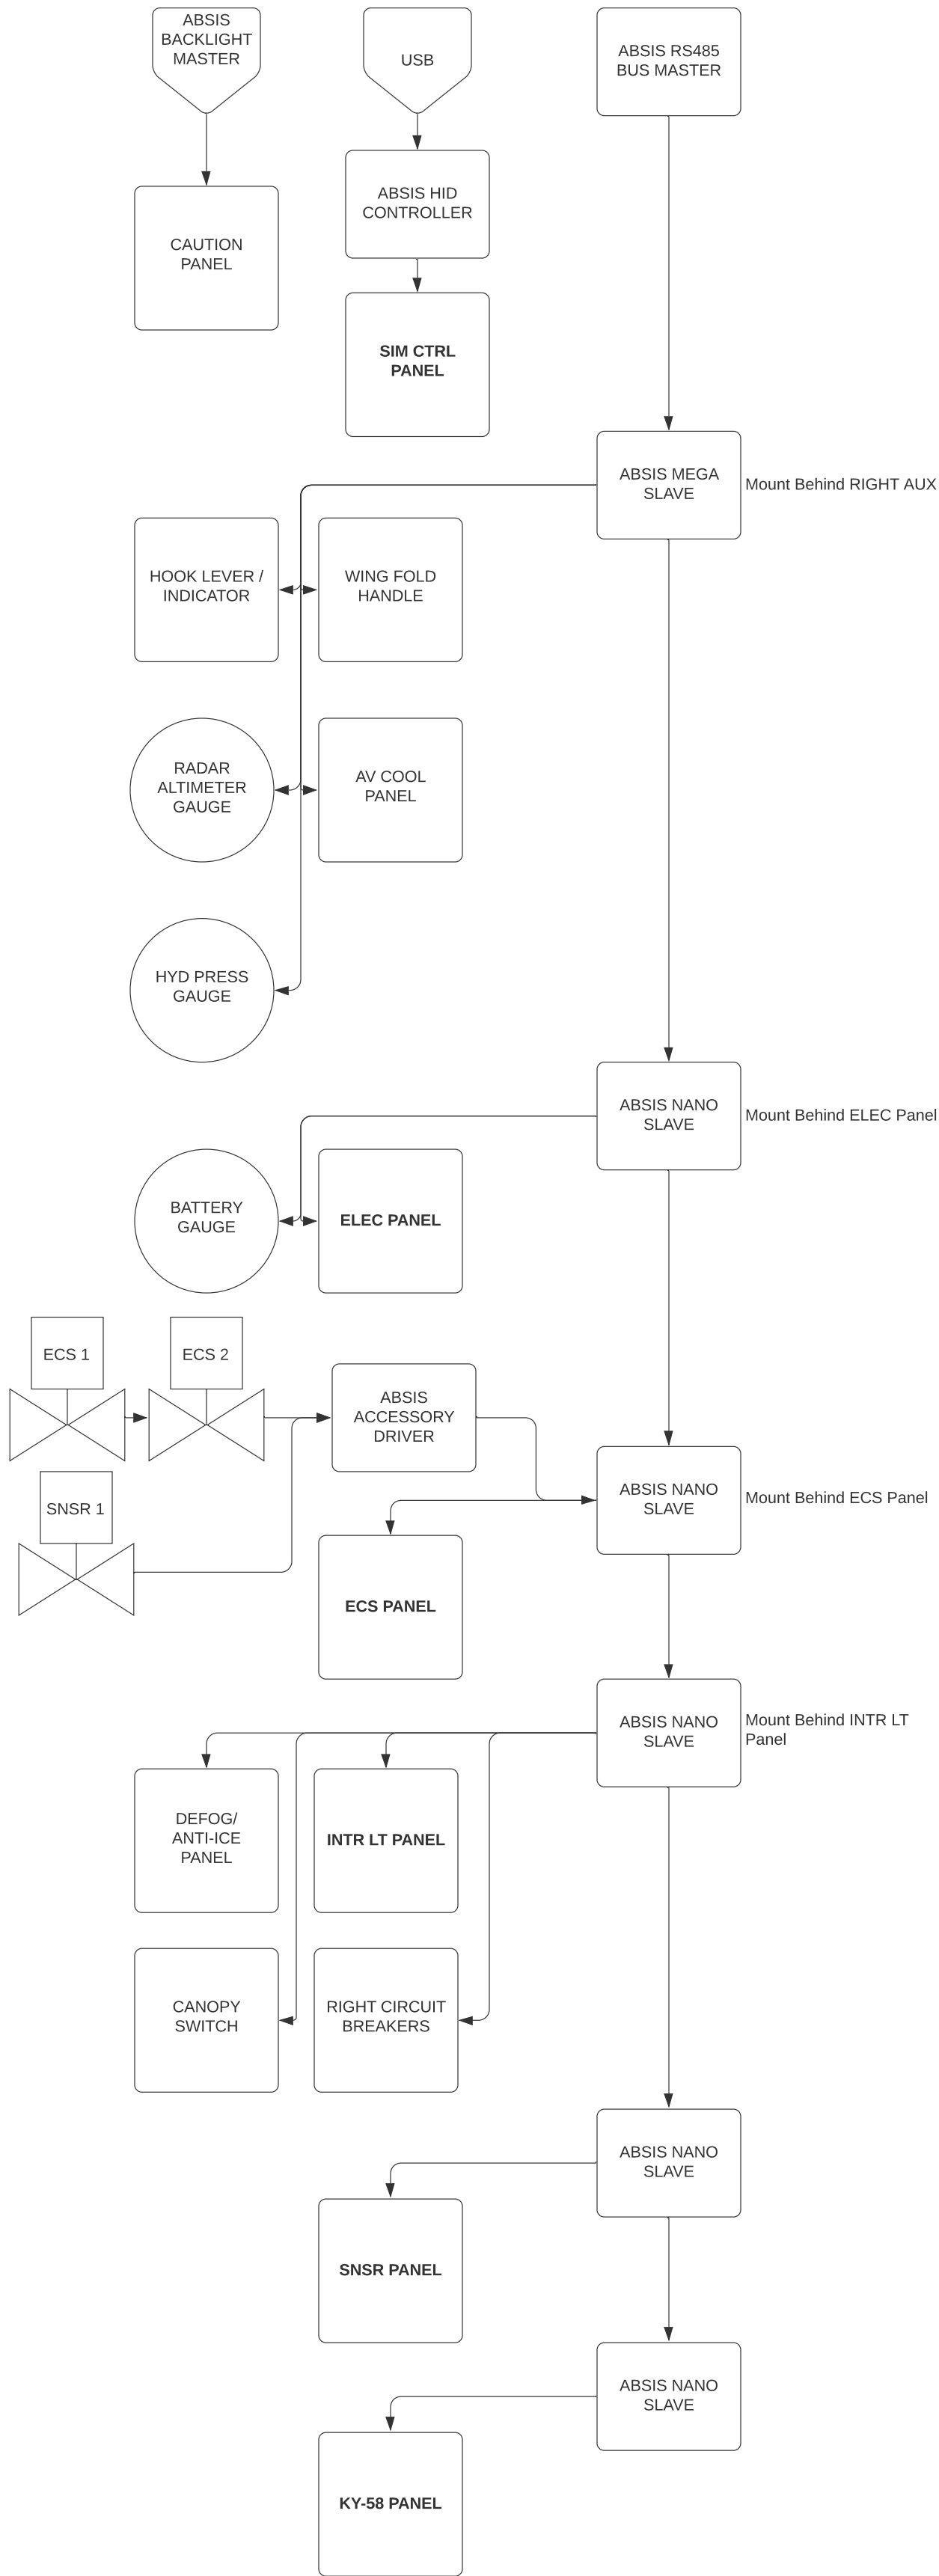 ABSIS
BACKLIGHT
MASTER
USB
ABSIS RS485
BUS MASTER
ABSIS HID
CONTROLLER
CAUTION
PANEL
SIM CTRL
PANEL
ABSIS MEGA
SLAVE
Mount Behind RIGHT AUX
HOOK LEVER /
INDICATOR
WING FOLD
HANDLE
RADAR
ALTIMETER
GAUGE
AV COOL
PANEL
HYD PRESS
GAUGE
ABSIS NANO
SLAVE
Mount Behind ELEC Panel
BATTERY
GAUGE
ELEC PANEL
ECS 1
ECS 2
ABSIS
ACCESSORY
DRIVER
SNSR 1
ABSIS NANO
SLAVE
Mount Behind ECS Panel
ECS PANEL
ABSIS NANO
SLAVE
Mount Behind INTR LT
Panel
DEFOG/
ANTI-ICE
PANEL
INTR LT PANEL
CANOPY
SWITCH
RIGHT CIRCUIT
BREAKERS
ABSIS NANO
SLAVE
SNSR PANEL
ABSIS NANO
SLAVE
KY-58 PANEL